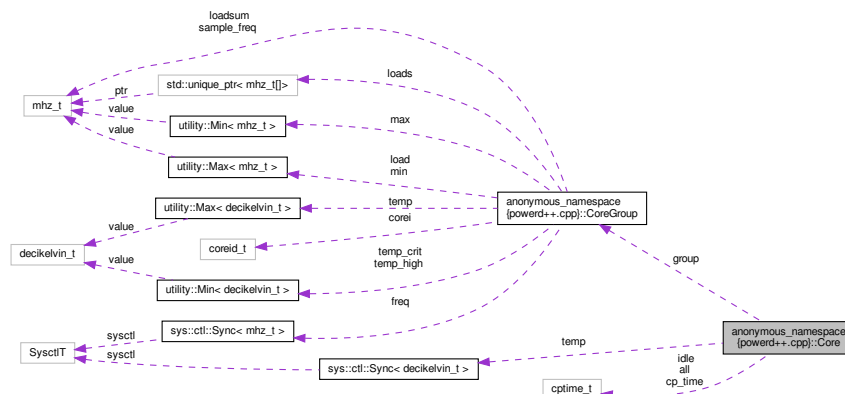 loadsum
sample_freq
loads
std::unique_ptr< mhz_t[]>
ptr
mhz_t
value
utility::Min< mhz_t >
max
value
utility::Max< mhz_t >
load
min
anonymous_namespace
{powerd++.cpp}::CoreGroup
utility::Max< decikelvin_t >
temp
corei
value
coreid_t
decikelvin_t
value
temp_crit
temp_high
group
utility::Min< decikelvin_t >
freq
sys::ctl::Sync< mhz_t >
sysctl
SysctlT
sysctl
anonymous_namespace
{powerd++.cpp}::Core
temp
sys::ctl::Sync< decikelvin_t >
idle
all
cp_time
cptime_t